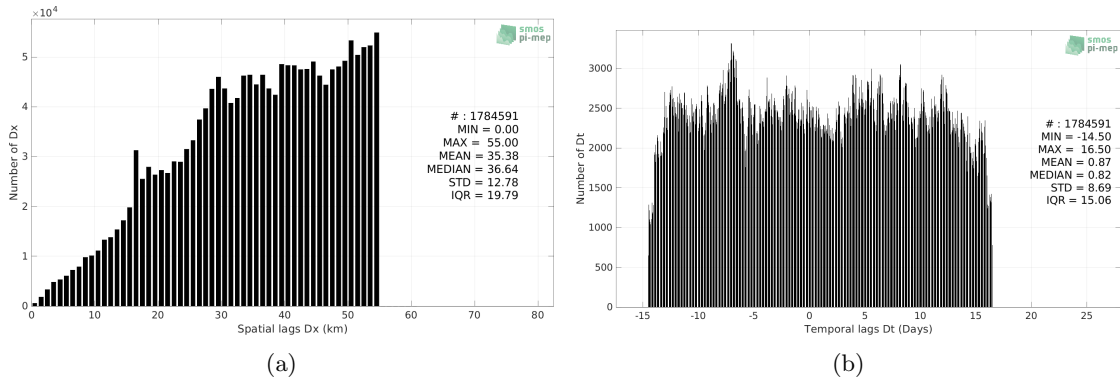 ×10⁴
smos
pi-mep
5
4
3
2
1
0
Number of Dx
# : 1784591
MIN = 0.00
MAX = 55.00
MEAN = 35.38
MEDIAN = 36.64
STD = 12.78
IQR = 19.79
0 10 20 30 40 50 60 70 80
Spatial lags Dx (km)
(a)
smos
pi-mep
3000
2500
2000
1500
1000
500
0
Number of Dt
# : 1784591
MIN = -14.50
MAX = 16.50
MEAN = 0.87
MEDIAN = 0.82
STD = 8.69
IQR = 15.06
-15 -10 -5 0 5 10 15 20 25
Temporal lags Dt (Days)
(b)